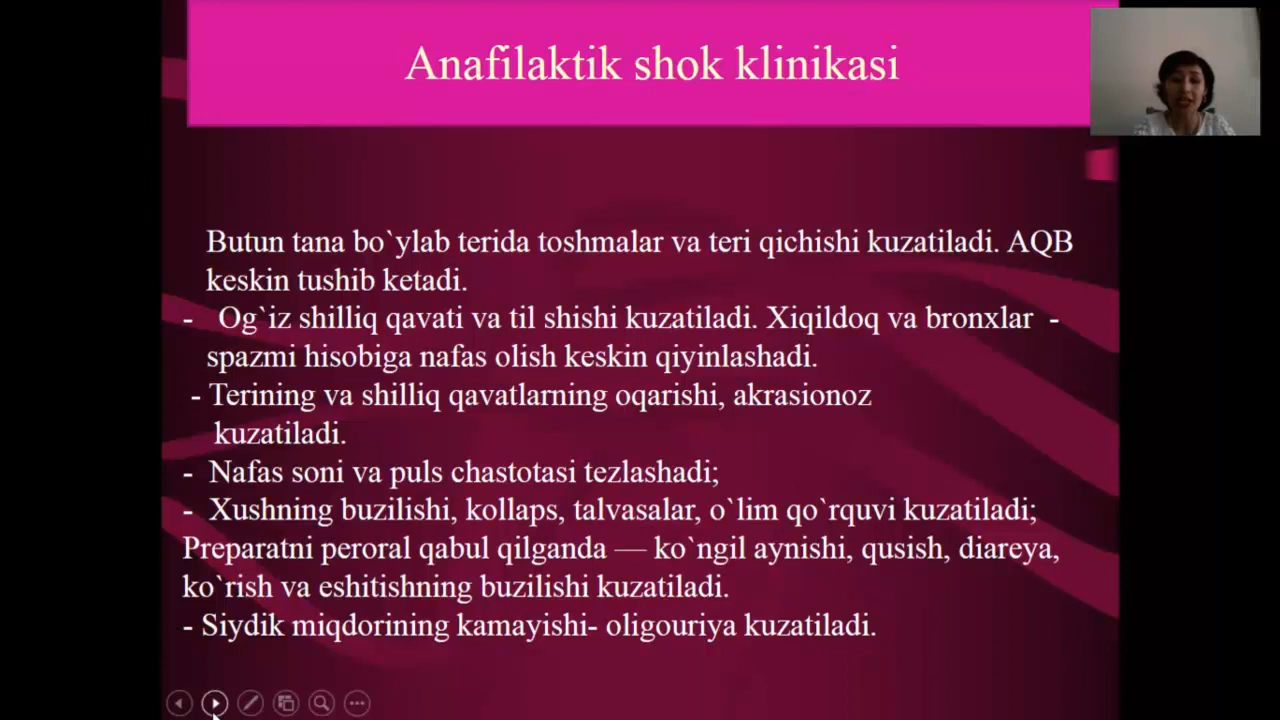 Anafilaktik shok klinikasi
Butun tana bo`ylab terida toshmalar va teri qichishi kuzatiladi. AQB
keskin tushib ketadi.
- Og`iz shilliq qavati va til shishi kuzatiladi. Xiqildoq va bronxlar -
spazmi hisobiga nafas olish keskin qiyinlashadi.
- Terining va shilliq qavatlarning oqarishi, akrasionoz
kuzatiladi.
- Nafas soni va puls chastotasi tezlashadi;
- Xushning buzilishi, kollaps, talvasalar, o`lim qo`rquvi kuzatiladi;
Preparatni peroral qabul qilganda — ko`ngil aynishi, qusish, diareya,
ko`rish va eshitishning buzilishi kuzatiladi.
- Siydik miqdorining kamayishi- oligouriya kuzatiladi.